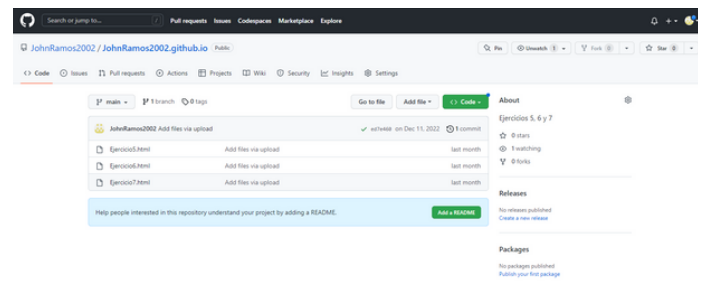 Search or jump to... /
Pull requests Issues Codespaces Marketplace Explore
JohnRamos2002 / JohnRamos2002.github.io Public
Pin Unwatch 1 Fork 0 Star 0
Code Issues Pull requests Actions Projects Wiki Security Insights Settings
main 1 branch 0 tags Go to file Add file Code
About
Ejercicios 5, 6 y 7
JohnRamos2002 Add files via upload on Dec 11, 2022 1 commit
Ejercicio5.html Add files via upload last month
Ejercicio6.html Add files via upload last month
Ejercicio7.html Add files via upload last month
0 stars
1 watching
0 forks
Help people interested in this repository understand your project by adding a README. Add a README
Releases
No releases published
Create a new release
Packages
No packages published
Publish your first package